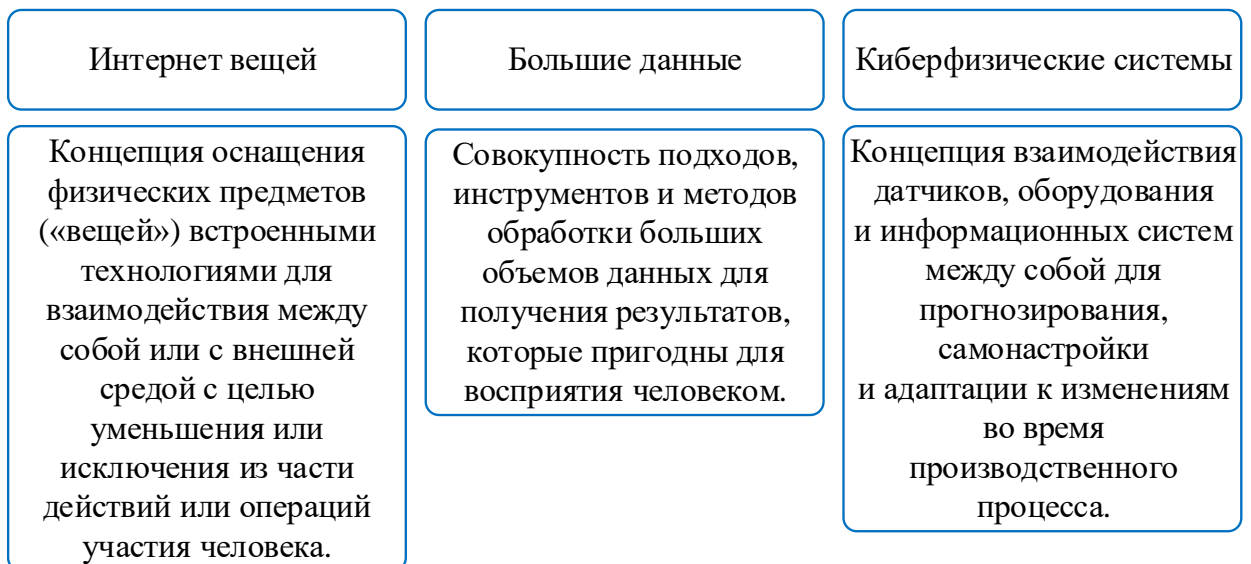 Интернет вещей
Концепция оснащения
физических предметов
(«вещей») встроенными
технологиями для
взаимодействия между
собой или с внешней
средой с целью
уменьшения или
исключения из части
действий или операций
участия человека.
Большие данные
Совокупность подходов,
инструментов и методов
обработки больших
объемов данных для
получения результатов,
которые пригодны для
восприятия человеком.
Киберфизические системы
Концепция взаимодействия
датчиков, оборудования
и информационных систем
между собой для
прогнозирования,
самонастройки
и адаптации к изменениям
во время
производственного
процесса.